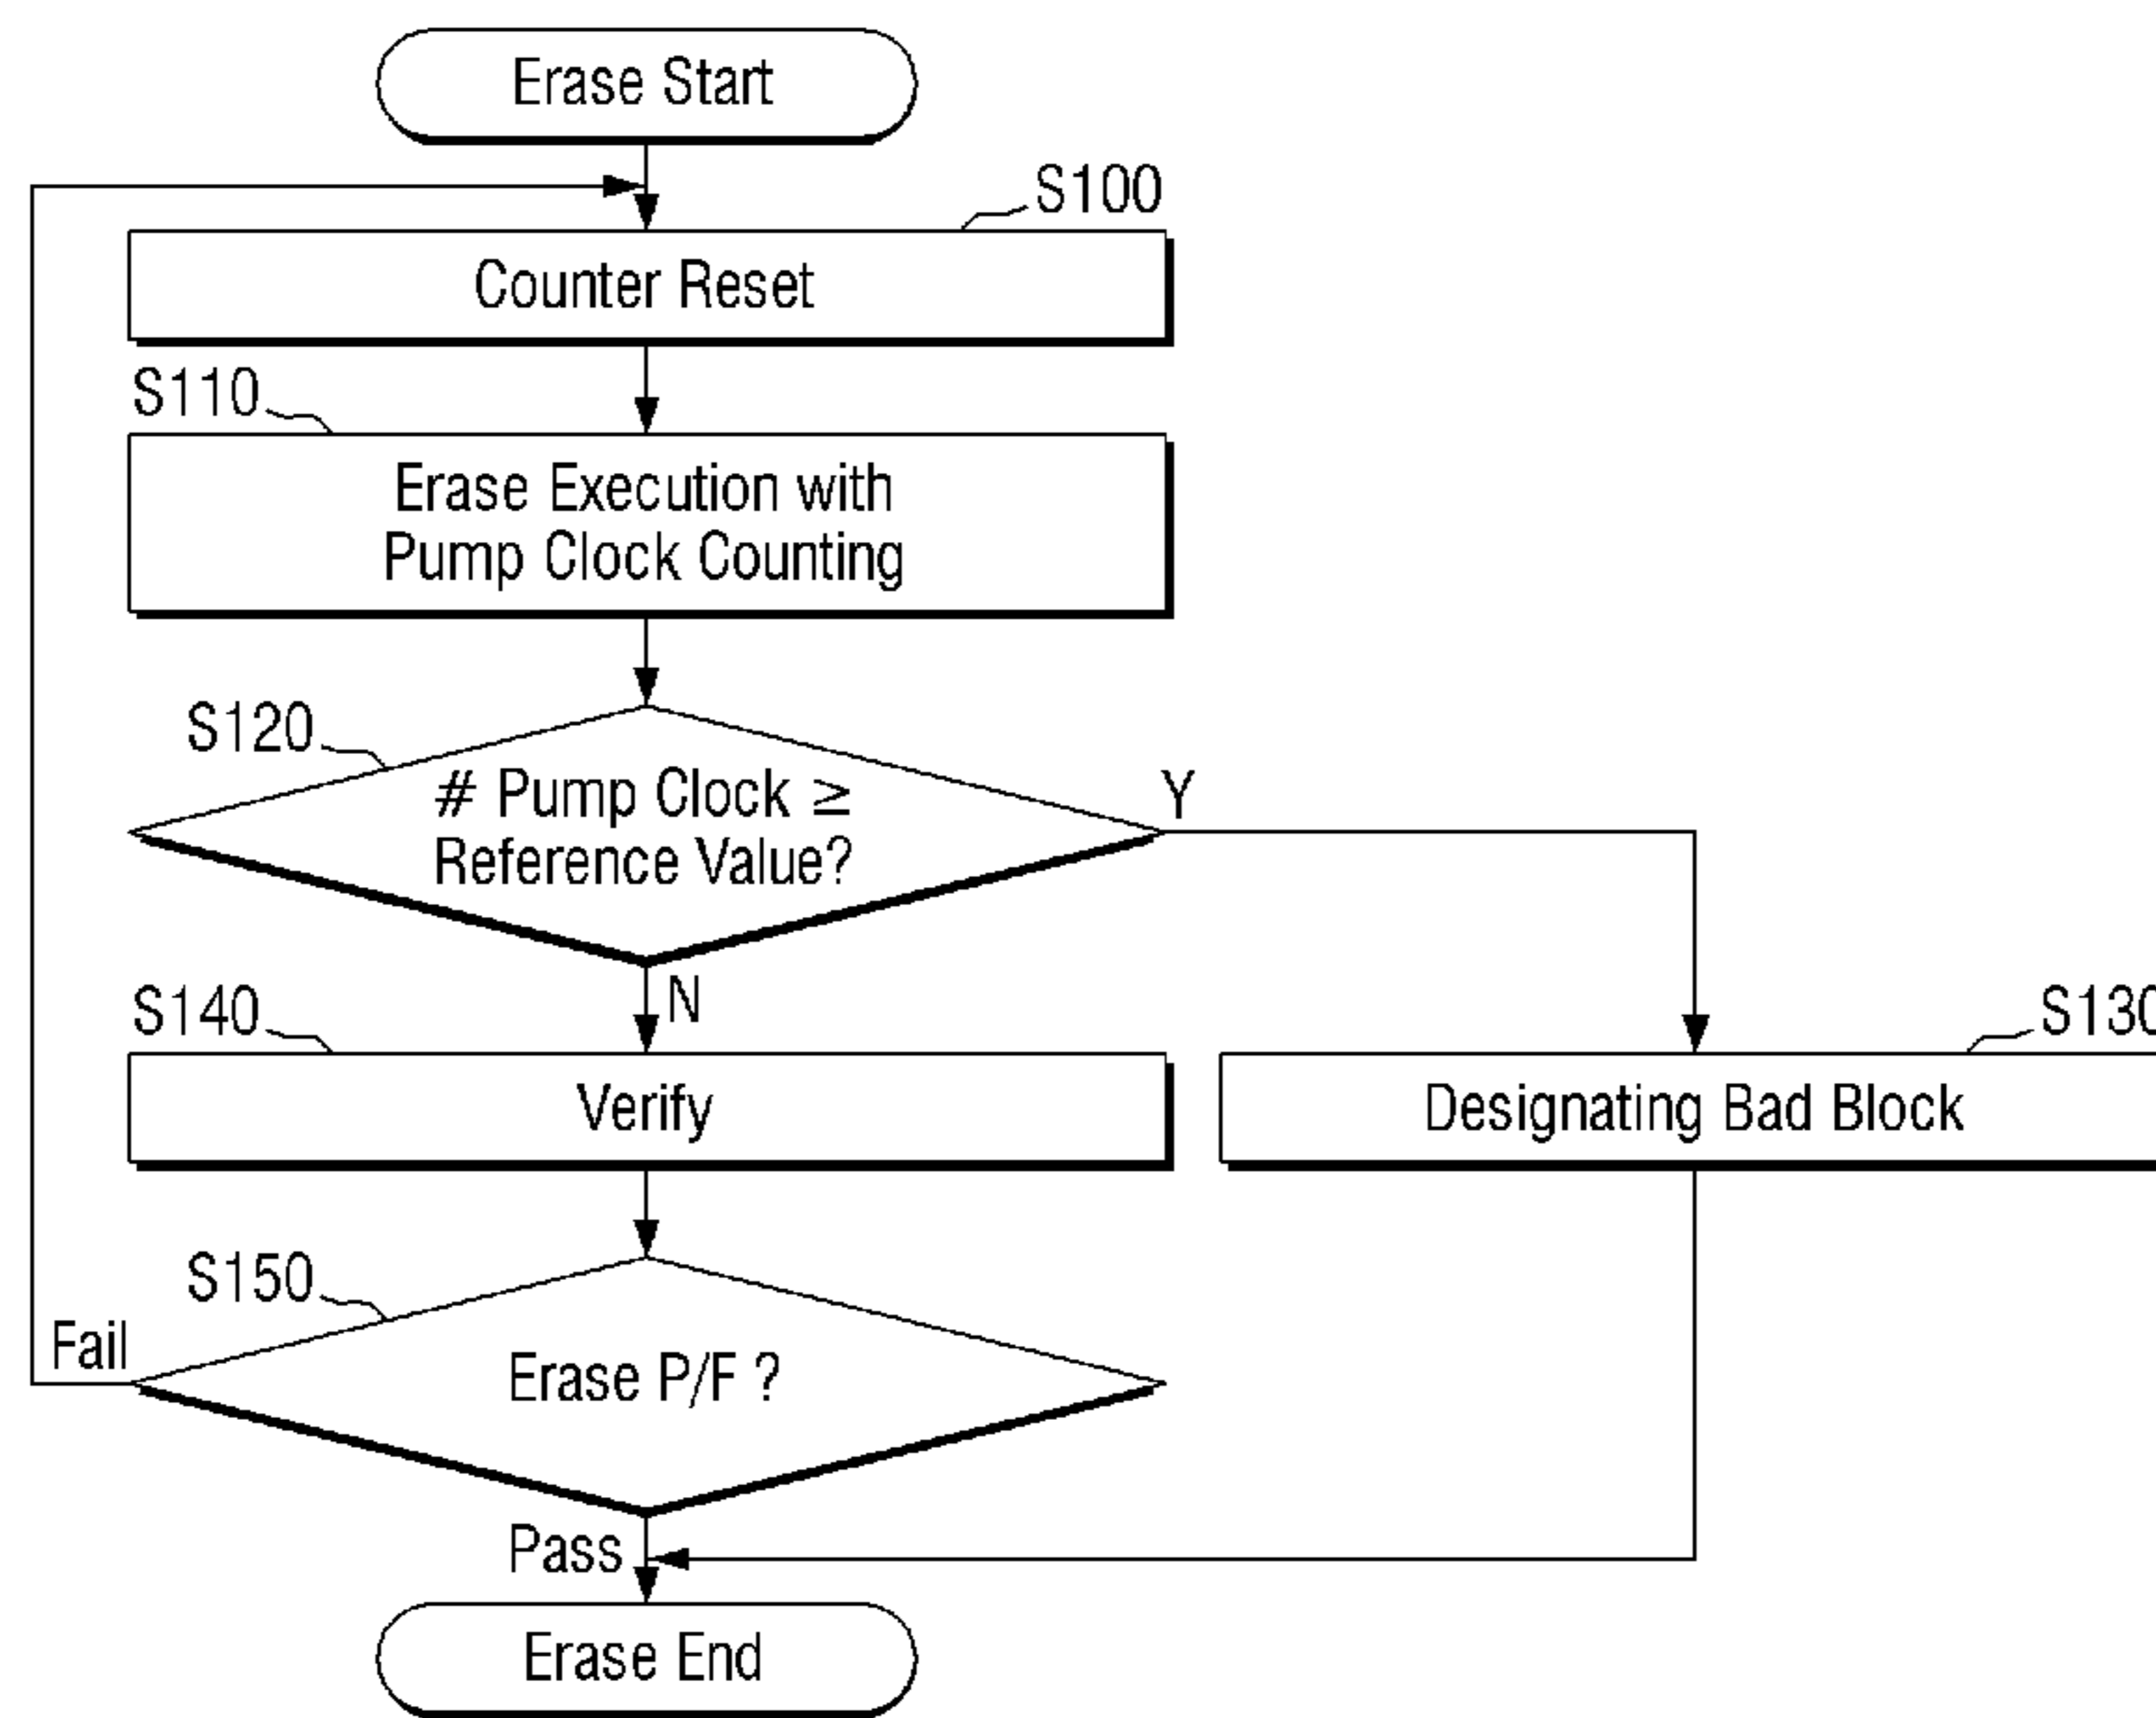 Erase Start
S100
Counter Reset
S110
Erase Execution with
Pump Clock Counting
S120
# Pump Clock ≥
Reference Value?
Y
N
S140
Verify
S130
Designating Bad Block
S150
Fail
Erase P/F ?
Pass
Erase End